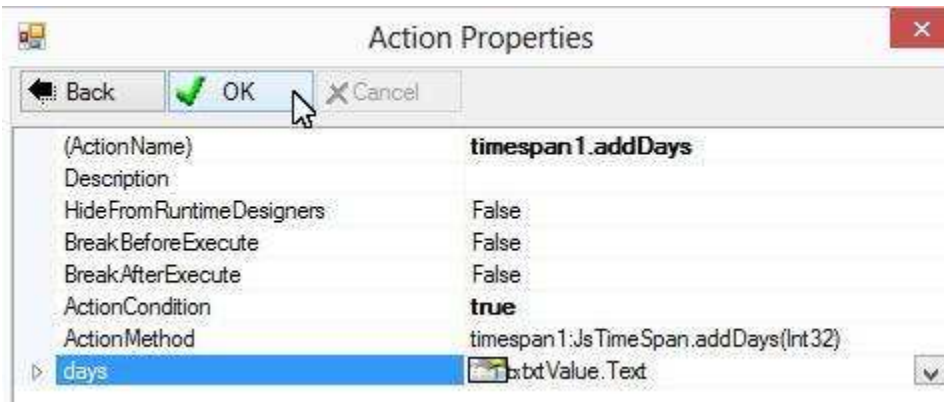 Action Properties
Back OK Cancel
(ActionName) timespan1.addDays
Description
HideFromRuntimeDesigners False
BreakBeforeExecute False
BreakAfterExecute False
ActionCondition true
ActionMethod timespan1:JsTimeSpan.addDays(Int32)
days txtValue.Text